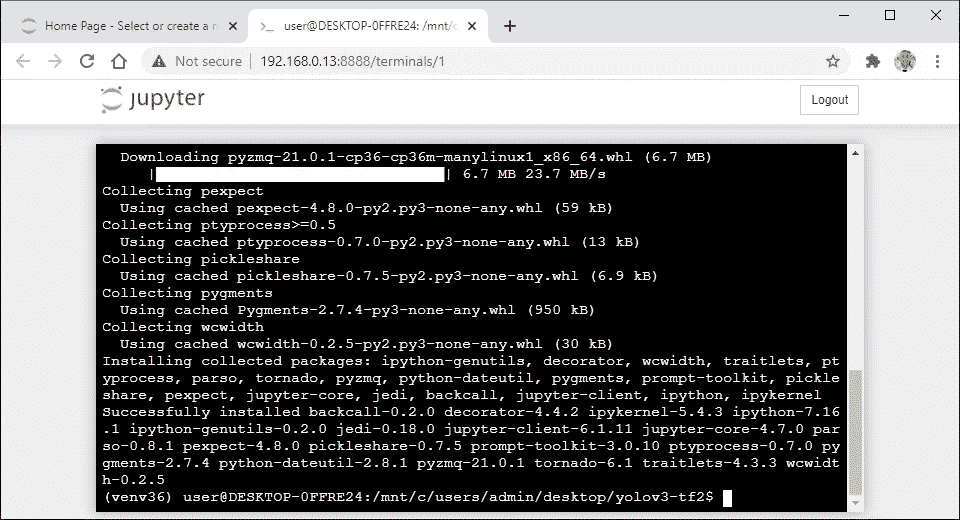 Home Page - Select or create a n
user@DESKTOP-0FFRE24: /mnt/c
Not secure | 192.168.0.13:8888/terminals/1
jupyter
Logout
Downloading pyzmq-21.0.1-cp36-cp36m-manylinux1_x86_64.whl (6.7 MB)
| | 6.7 MB 23.7 MB/s
Collecting pexpect
Using cached pexpect-4.8.0-py2.py3-none-any.whl (59 kB)
Collecting ptyprocess>=0.5
Using cached ptyprocess-0.7.0-py2.py3-none-any.whl (13 kB)
Collecting pickleshare
Using cached pickleshare-0.7.5-py2.py3-none-any.whl (6.9 kB)
Collecting pygments
Using cached Pygments-2.7.4-py3-none-any.whl (950 kB)
Collecting wcwidth
Using cached wcwidth-0.2.5-py2.py3-none-any.whl (30 kB)
Installing collected packages: ipython-genutils, decorator, wcwidth, traitlets, pt
yprocess, parso, tornado, pyzmq, python-dateutil, pygments, prompt-toolkit, pickle
share, pexpect, jupyter-core, jedi, backcall, jupyter-client, ipython, ipykernel
Successfully installed backcall-0.2.0 decorator-4.4.2 ipykernel-5.4.3 ipython-7.16
.1 ipython-genutils-0.2.0 jedi-0.18.0 jupyter-client-6.1.11 jupyter-core-4.7.0 par
so-0.8.1 pexpect-4.8.0 pickleshare-0.7.5 prompt-toolkit-3.0.10 ptyprocess-0.7.0 py
gments-2.7.4 python-dateutil-2.8.1 pyzmq-21.0.1 tornado-6.1 traitlets-4.3.3 wcwidt
h-0.2.5
(venv36) user@DESKTOP-0FFRE24:/mnt/c/users/admin/desktop/yolov3-tf2$